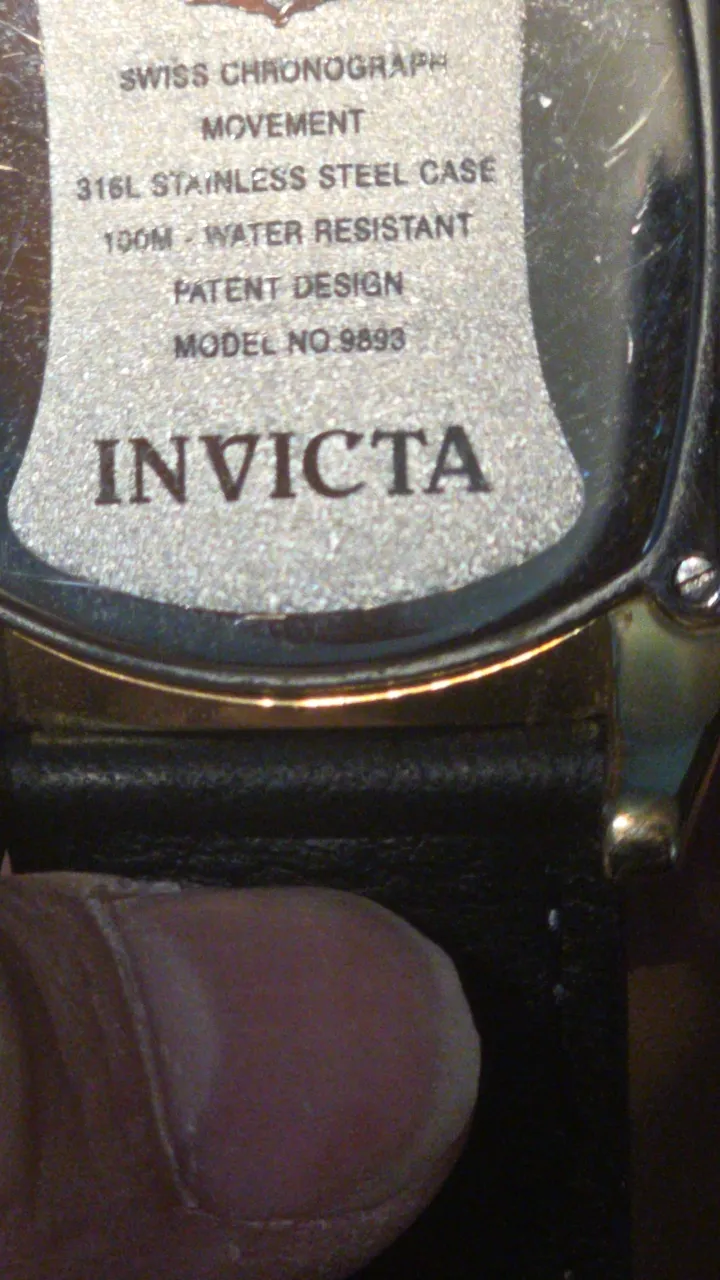 SWISS CHRONOGRAPH
MOVEMENT
316L STAINLESS STEEL CASE
100M - WATER RESISTANT
PATENT DESIGN
MODEL NO.9893
INVICTA